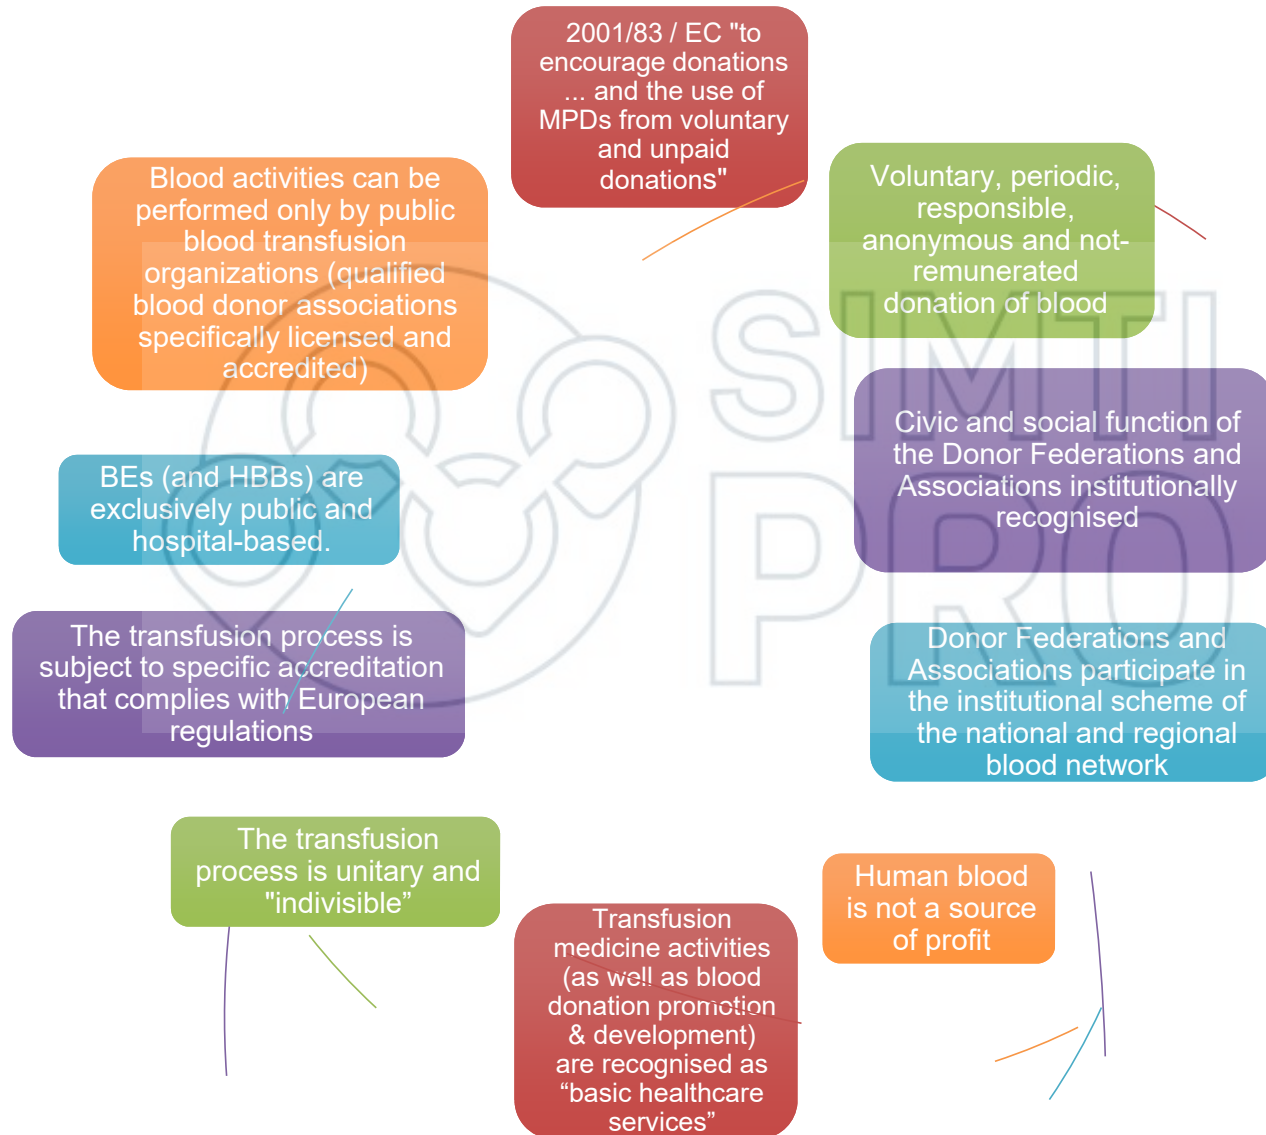 2001/83 / EC "to
encourage donations
... and the use of
MPDs from voluntary
and unpaid
donations"
Voluntary, periodic,
responsible,
anonymous and not-
remunerated
donation of blood
Civic and social function of
the Donor Federations and
Associations institutionally
recognised
Donor Federations and
Associations participate in
the institutional scheme of
the national and regional
blood network
Human blood
is not a source
of profit
Transfusion
medicine activities
(as well as blood
donation promotion
& development)
are recognised as
“basic healthcare
services”
The transfusion
process is unitary and
"indivisible”
The transfusion process is
subject to specific accreditation
that complies with European
regulations
BEs (and HBBs) are
exclusively public and
hospital-based.
Blood activities can be
performed only by public
blood transfusion
organizations (qualified
blood donor associations
specifically licensed and
accredited)
SIMTI
PRO